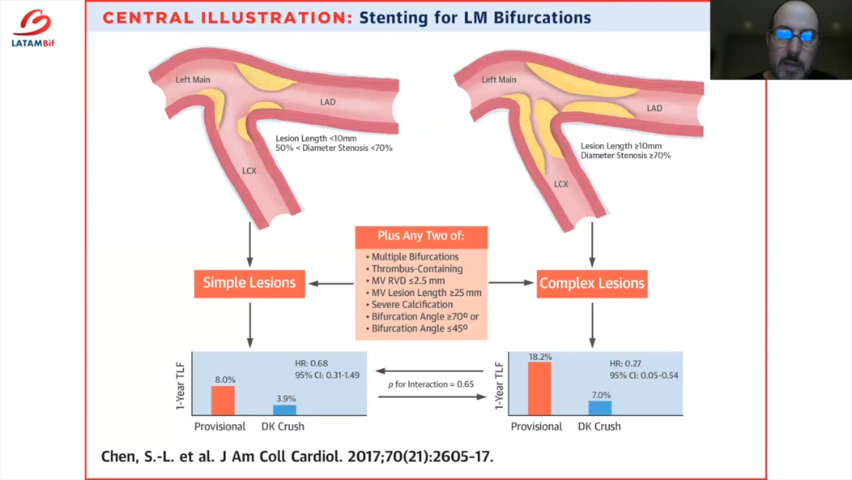 LATAMBif
CENTRAL ILLUSTRATION: Stenting for LM Bifurcations
Left Main
LAD
Lesion Length <10mm
50% < Diameter Stenosis <70%
LCX
Left Main
LAD
Lesion Length ≥10mm
Diameter Stenosis ≥70%
LCX
Plus Any Two of:
• Multiple Bifurcations
• Thrombus-Containing
• MV RVD ≤2.5 mm
• MV Lesion Length ≥25 mm
• Severe Calcification
• Bifurcation Angle ≥70º or
• Bifurcation Angle ≤45º
Simple Lesions
Complex Lesions
1-Year TLF
8.0%
3.9%
HR: 0.68
95% CI: 0.31-1.49
Provisional
DK Crush
p for Interaction = 0.65
1-Year TLF
18.2%
7.0%
HR: 0.27
95% CI: 0.05-0.54
Provisional
DK Crush
Chen, S.-L. et al. J Am Coll Cardiol. 2017;70(21):2605–17.